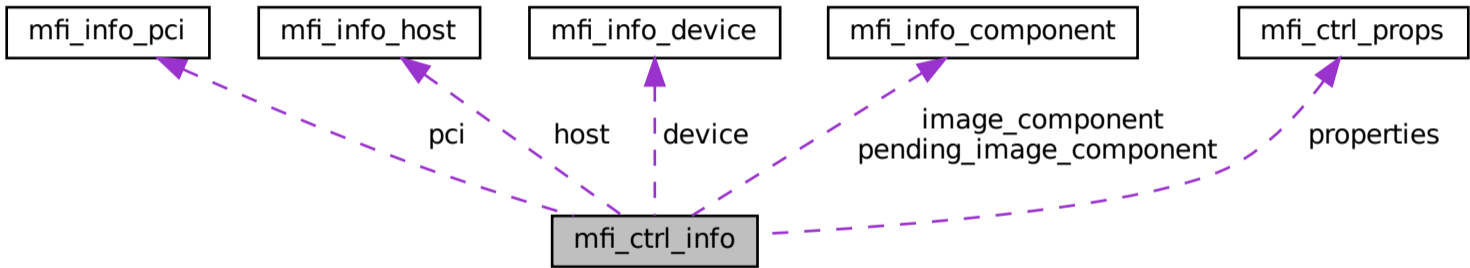 mfi_info_pci
mfi_info_host
mfi_info_device
mfi_info_component
mfi_ctrl_props
pci
host
device
image_component
pending_image_component
properties
mfi_ctrl_info